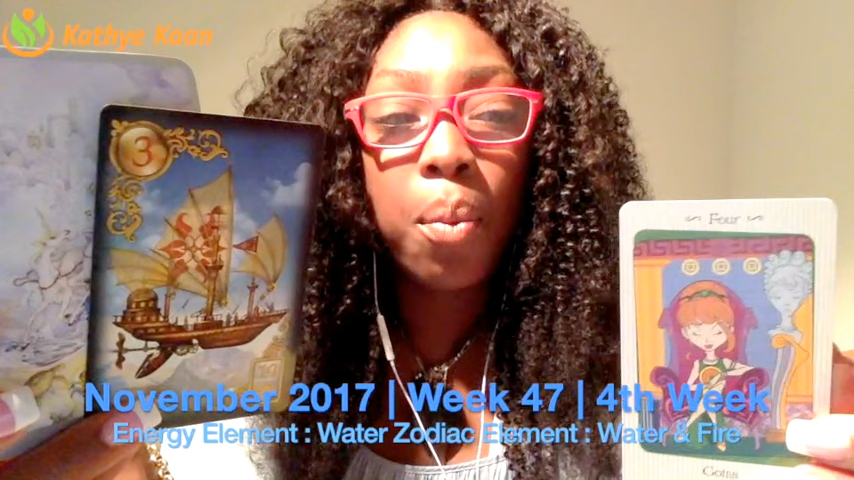 Kathye Koan
3
Four
November 2017 | Week 47 | 4th Week
Energy Element : Water Zodiac Element : Water & Fire
Coins